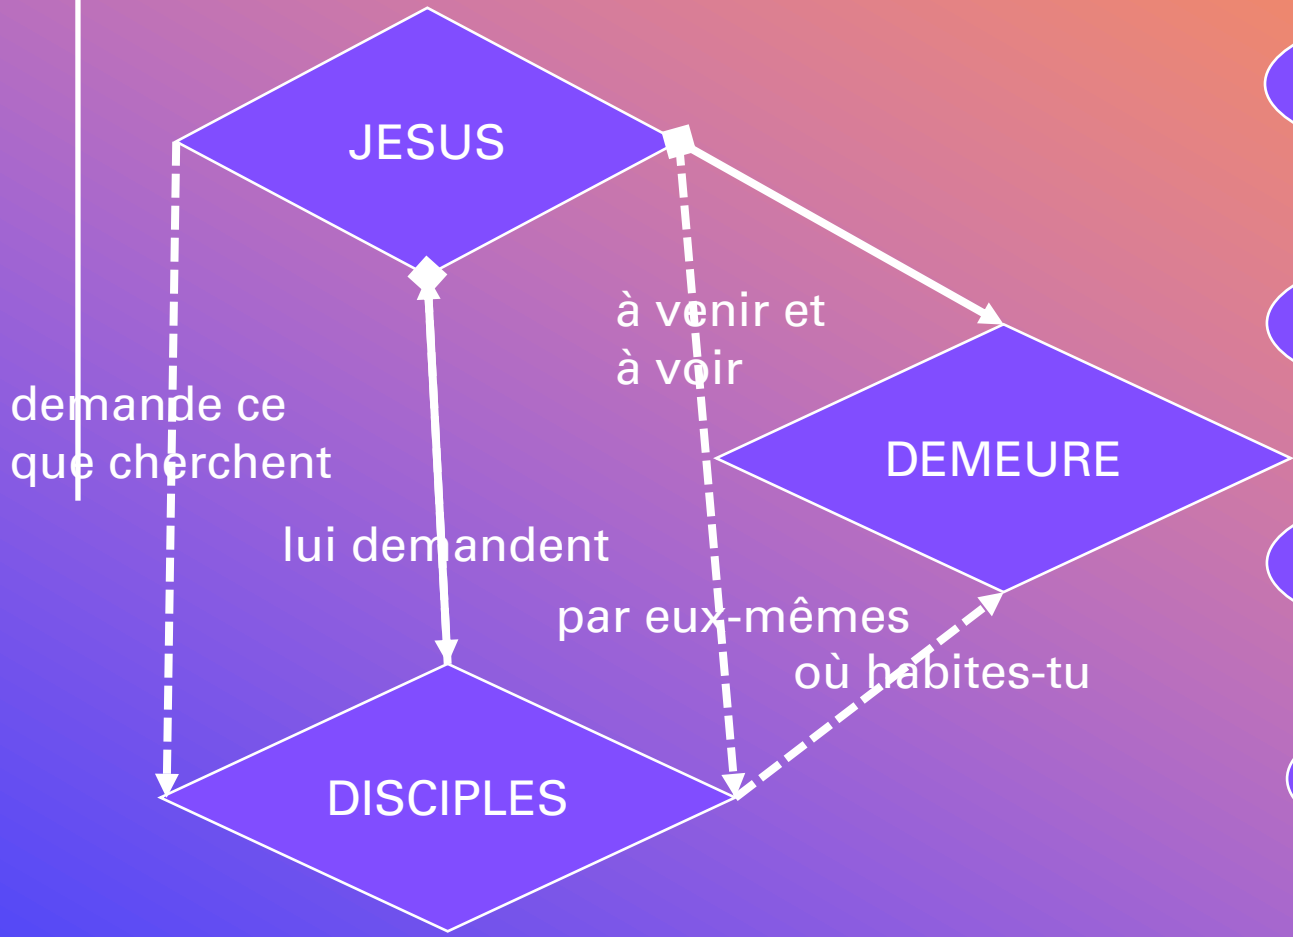 JESUS
à venir et
à voir
demande ce
que cherchent
DEMEURE
lui demandent
par eux-mêmes
où habites-tu
DISCIPLES